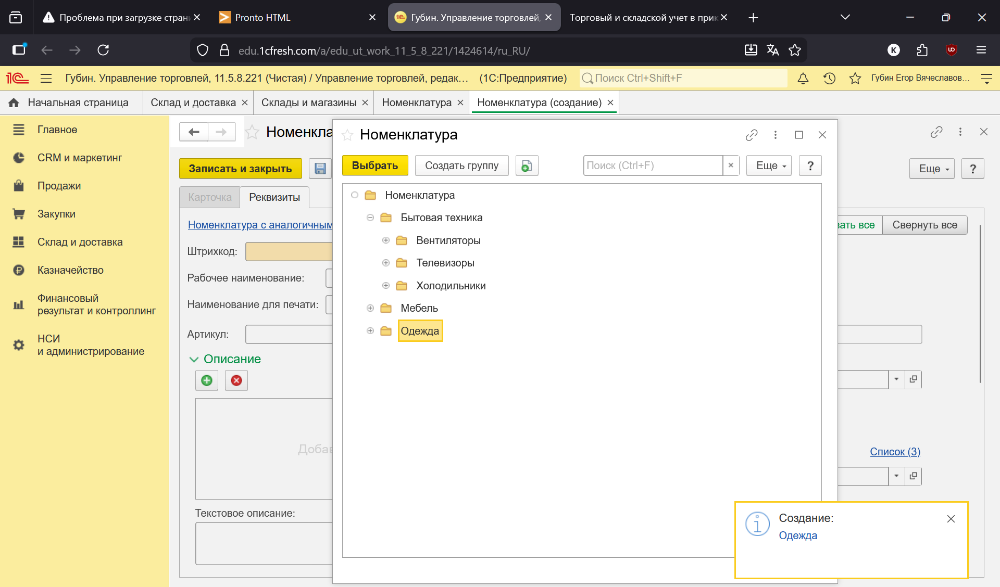 Проблема при загрузке страни
Pronto HTML
Губин. Управление торговлей,
Торговый и складской учет в прик
edu.1cfresh.com/a/edu_ut_work_11_5_8_221/1424614/ru_RU/
K
Губин. Управление торговлей, 11.5.8.221 (Чистая) / Управление торговлей, редак... (1С:Предприятие)
Поиск Ctrl+Shift+F
Губин Егор Вячеславов...
Начальная страница
Склад и доставка
Склады и магазины
Номенклатура
Номенклатура (создание)
Главное
CRM и маркетинг
Продажи
Закупки
Склад и доставка
Казначейство
Финансовый
результат и контроллинг
НСИ
и администрирование
Номенкла
Записать и закрыть
Еще
?
Карточка
Реквизиты
Номенклатура с аналогичным
зать все
Свернуть все
Штрихкод:
Рабочее наименование:
Наименование для печати:
Артикул:
Описание
Добав
Список (3)
Текстовое описание:
Номенклатура
Выбрать
Создать группу
Поиск (Ctrl+F)
×
Еще
?
Номенклатура
Бытовая техника
Вентиляторы
Телевизоры
Холодильники
Мебель
Одежда
Создание:
Одежда